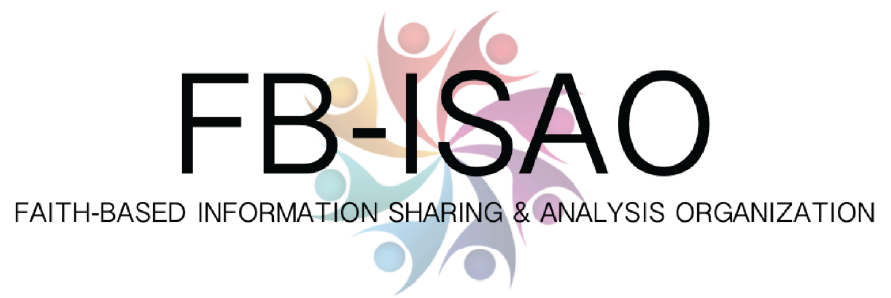 FB-ISAO
FAITH-BASED INFORMATION SHARING & ANALYSIS ORGANIZATION